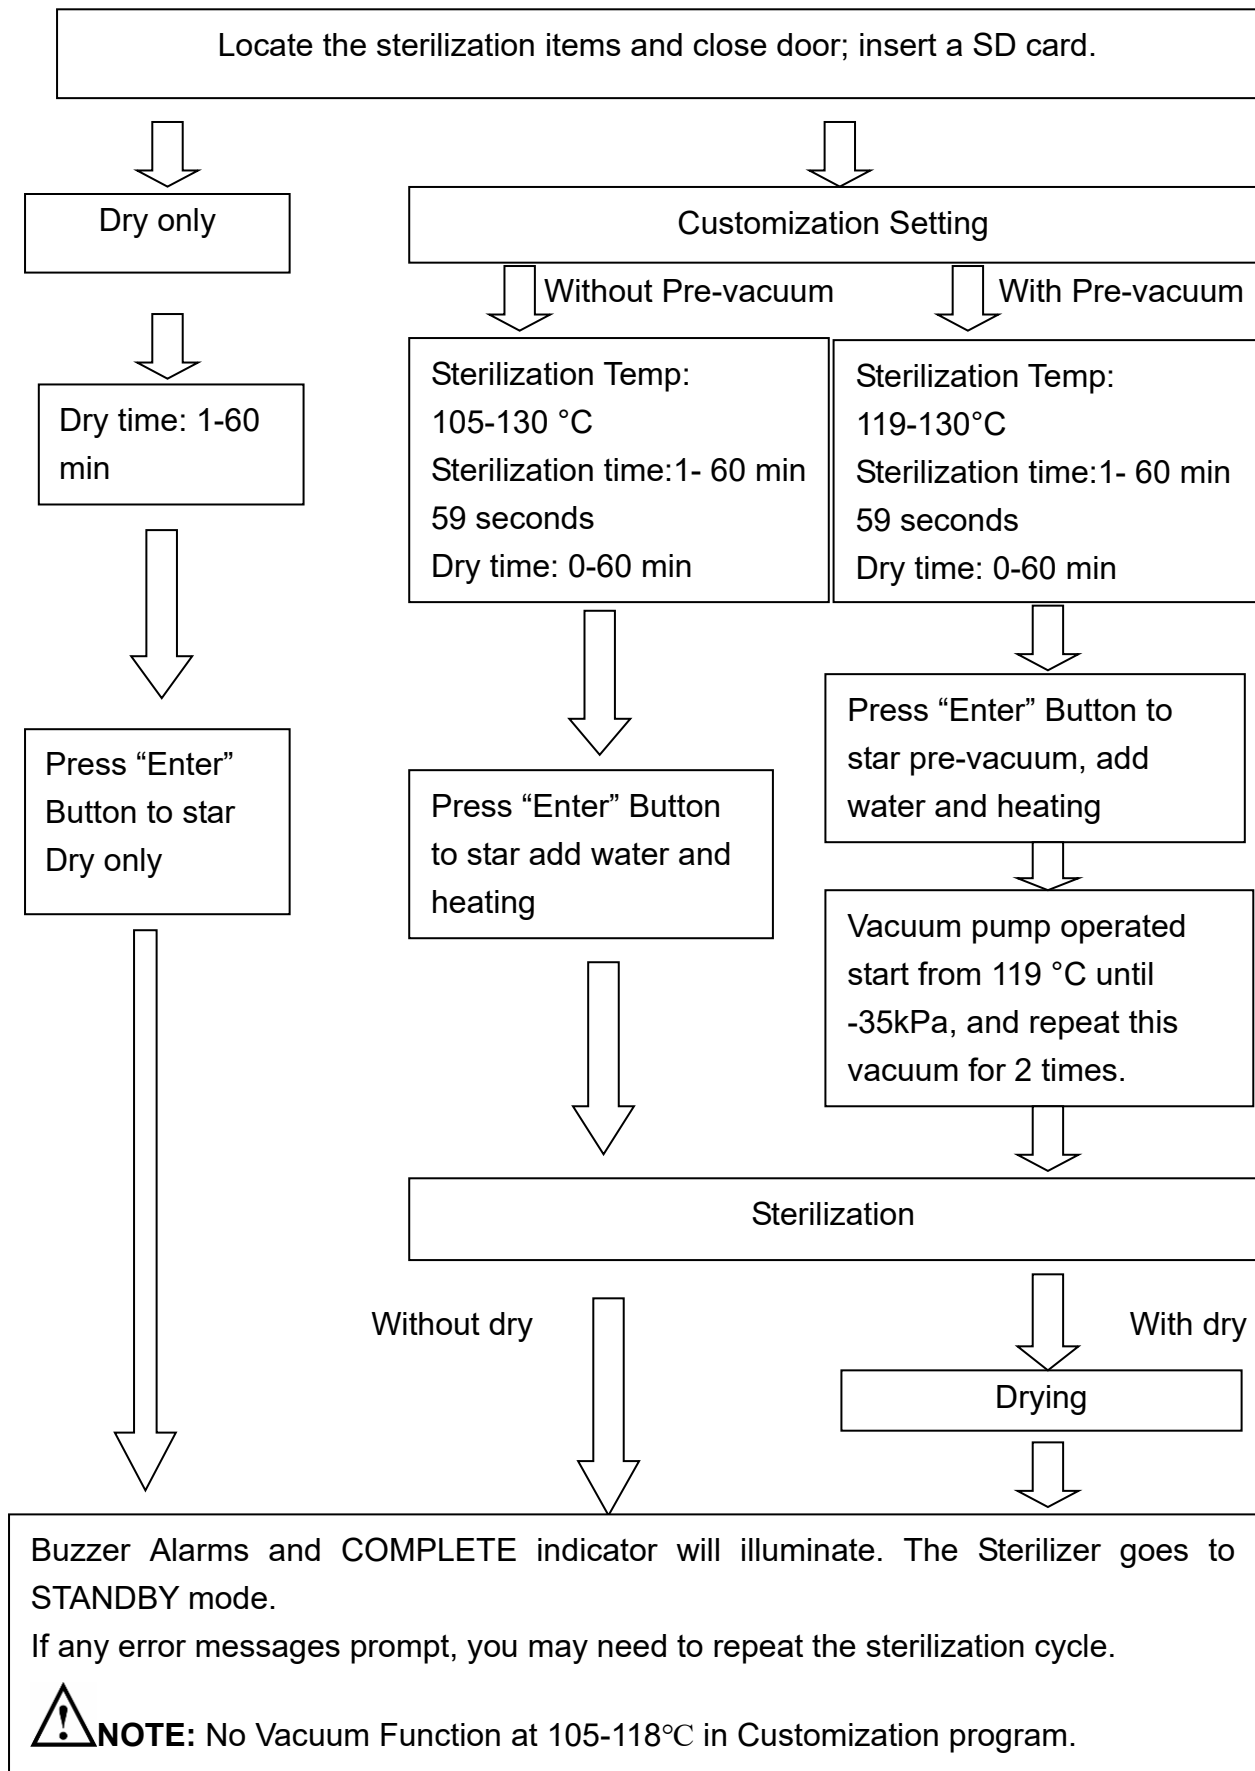 Locate the sterilization items and close door; insert a SD card.
Dry only
Customization Setting
Without Pre-vacuum
With Pre-vacuum
Dry time: 1-60
min
Sterilization Temp:
105-130 °C
Sterilization time:1- 60 min
59 seconds
Dry time: 0-60 min
Sterilization Temp:
119-130°C
Sterilization time:1- 60 min
59 seconds
Dry time: 0-60 min
Press “Enter”
Button to star
Dry only
Press “Enter” Button
to star add water and
heating
Press “Enter” Button to
star pre-vacuum, add
water and heating
Vacuum pump operated
start from 119 °C until
-35kPa, and repeat this
vacuum for 2 times.
Sterilization
Without dry
With dry
Drying
Buzzer Alarms and COMPLETE indicator will illuminate. The Sterilizer goes to
STANDBY mode.
If any error messages prompt, you may need to repeat the sterilization cycle.
NOTE: No Vacuum Function at 105-118℃ in Customization program.